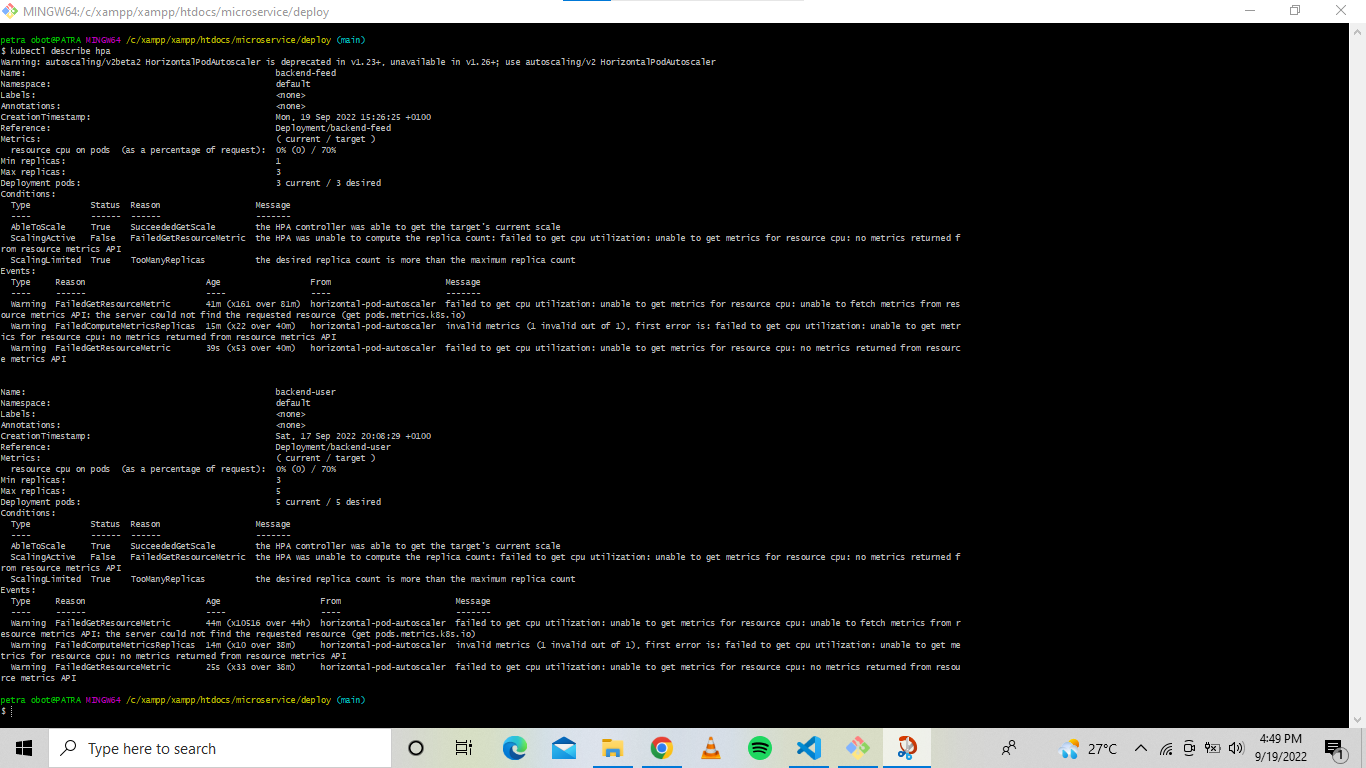 MINGW64:/c/xampp/xampp/htdocs/microservice/deploy
petra obot@PATRA MINGW64 /c/xampp/xampp/htdocs/microservice/deploy (main)
$ kubectl describe hpa
Warning: autoscaling/v2beta2 HorizontalPodAutoscaler is deprecated in v1.23+, unavailable in v1.26+; use autoscaling/v2 HorizontalPodAutoscaler
Name: backend-feed
Namespace: default
Labels: <none>
Annotations: <none>
CreationTimestamp: Mon, 19 Sep 2022 15:26:25 +0100
Reference: Deployment/backend-feed
Metrics: ( current / target )
resource cpu on pods (as a percentage of request): 0% (0) / 70%
Min replicas: 1
Max replicas: 3
Deployment pods: 3 current / 3 desired
Conditions:
Type Status Reason Message
---- ------ ------ -------
AbleToScale True SucceededGetScale the HPA controller was able to get the target's current scale
ScalingActive False FailedGetResourceMetric the HPA was unable to compute the replica count: failed to get cpu utilization: unable to get metrics for resource cpu: no metrics returned f
rom resource metrics API
ScalingLimited True TooManyReplicas the desired replica count is more than the maximum replica count
Events:
Type Reason Age From Message
---- ------ ---- ---- -------
Warning FailedGetResourceMetric 41m (x161 over 81m) horizontal-pod-autoscaler failed to get cpu utilization: unable to get metrics for resource cpu: unable to fetch metrics from res
ource metrics API: the server could not find the requested resource (get pods.metrics.k8s.io)
Warning FailedComputeMetricsReplicas 15m (x22 over 40m) horizontal-pod-autoscaler invalid metrics (1 invalid out of 1), first error is: failed to get cpu utilization: unable to get metr
ics for resource cpu: no metrics returned from resource metrics API
Warning FailedGetResourceMetric 39s (x53 over 40m) horizontal-pod-autoscaler failed to get cpu utilization: unable to get metrics for resource cpu: no metrics returned from resourc
e metrics API
Name: backend-user
Namespace: default
Labels: <none>
Annotations: <none>
CreationTimestamp: Sat, 17 Sep 2022 20:08:29 +0100
Reference: Deployment/backend-user
Metrics: ( current / target )
resource cpu on pods (as a percentage of request): 0% (0) / 70%
Min replicas: 3
Max replicas: 5
Deployment pods: 5 current / 5 desired
Conditions:
Type Status Reason Message
---- ------ ------ -------
AbleToScale True SucceededGetScale the HPA controller was able to get the target's current scale
ScalingActive False FailedGetResourceMetric the HPA was unable to compute the replica count: failed to get cpu utilization: unable to get metrics for resource cpu: no metrics returned f
rom resource metrics API
ScalingLimited True TooManyReplicas the desired replica count is more than the maximum replica count
Events:
Type Reason Age From Message
---- ------ ---- ---- -------
Warning FailedGetResourceMetric 44m (x10516 over 44h) horizontal-pod-autoscaler failed to get cpu utilization: unable to get metrics for resource cpu: unable to fetch metrics from r
esource metrics API: the server could not find the requested resource (get pods.metrics.k8s.io)
Warning FailedComputeMetricsReplicas 14m (x10 over 38m) horizontal-pod-autoscaler invalid metrics (1 invalid out of 1), first error is: failed to get cpu utilization: unable to get me
trics for resource cpu: no metrics returned from resource metrics API
Warning FailedGetResourceMetric 25s (x33 over 38m) horizontal-pod-autoscaler failed to get cpu utilization: unable to get metrics for resource cpu: no metrics returned from resou
rce metrics API
petra obot@PATRA MINGW64 /c/xampp/xampp/htdocs/microservice/deploy (main)
$
Type here to search
27°C
4:49 PM
9/19/2022
1